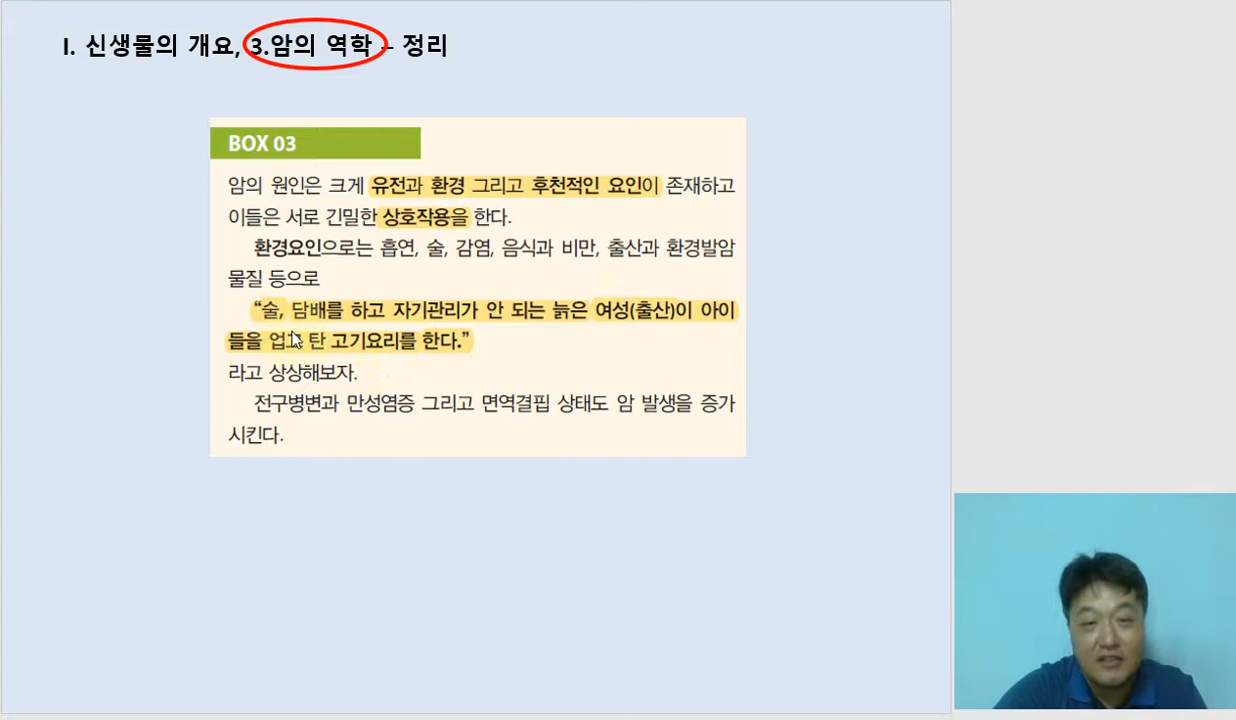 I. 신생물의 개요, 3.암의 역학 – 정리
BOX 03
암의 원인은 크게 유전과 환경 그리고 후천적인 요인이 존재하고
이들은 서로 긴밀한 상호작용을 한다.
환경요인으로는 흡연, 술, 감염, 음식과 비만, 출산과 환경발암
물질 등으로
“술, 담배를 하고 자기관리가 안 되는 늙은 여성(출산)이 아이
들을 업고 탄 고기요리를 한다.”
라고 상상해보자.
전구병변과 만성염증 그리고 면역결핍 상태도 암 발생을 증가
시킨다.